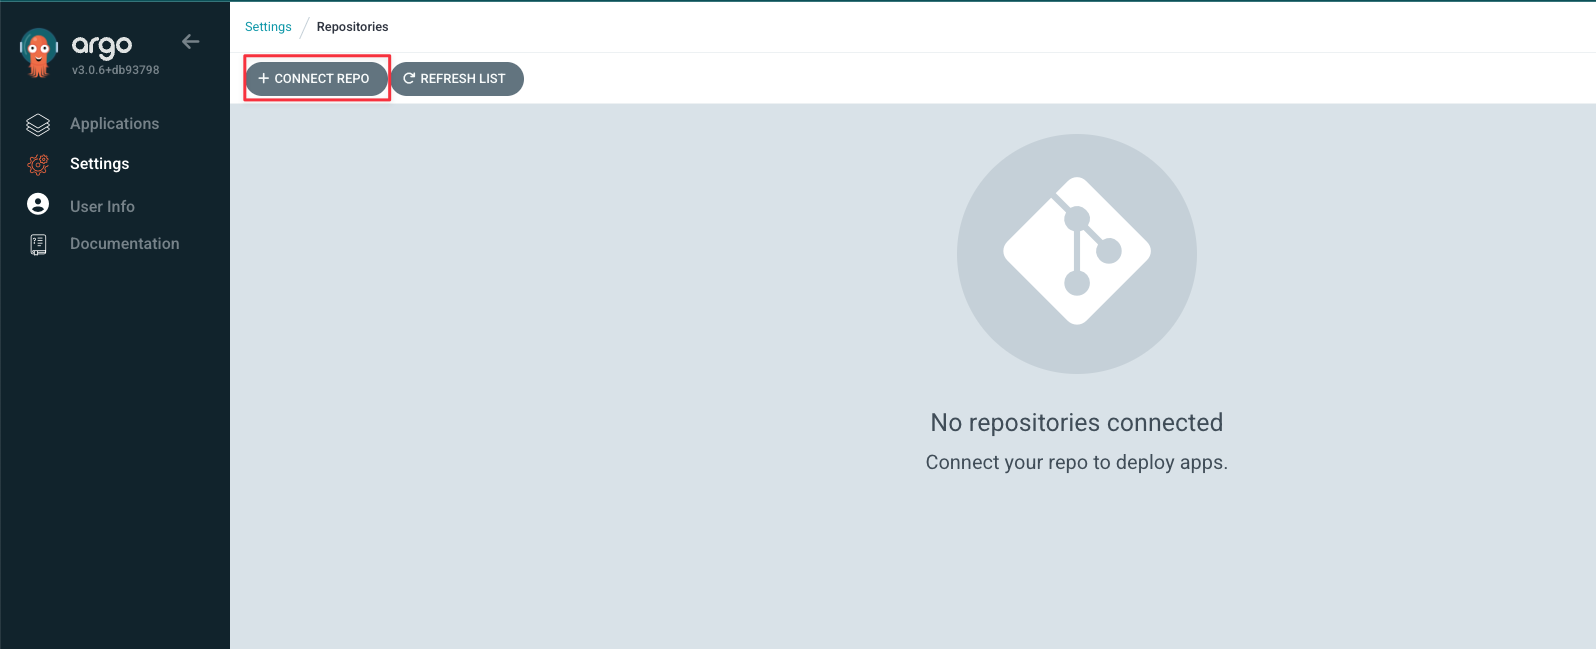 argo
v3.0.6+db93798
Applications
Settings
User Info
Documentation
Settings / Repositories
+ CONNECT REPO REFRESH LIST
No repositories connected
Connect your repo to deploy apps.